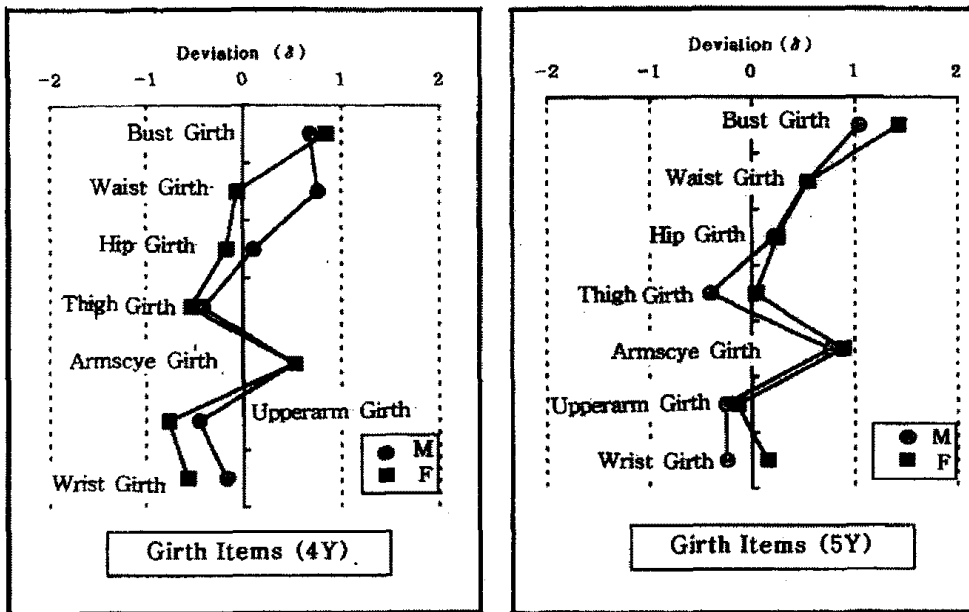 Deviation (δ)
-2 -1 0 1 2
Bust Girth
Waist Girth
Hip Girth
Thigh Girth
Armscye Girth
Upperarm Girth
Wrist Girth
M
F
Girth Items (4Y)
Deviation (δ)
-2 -1 0 1 2
Bust Girth
Waist Girth
Hip Girth
Thigh Girth
Armscye Girth
Upperarm Girth
Wrist Girth
M
F
Girth Items (5Y)